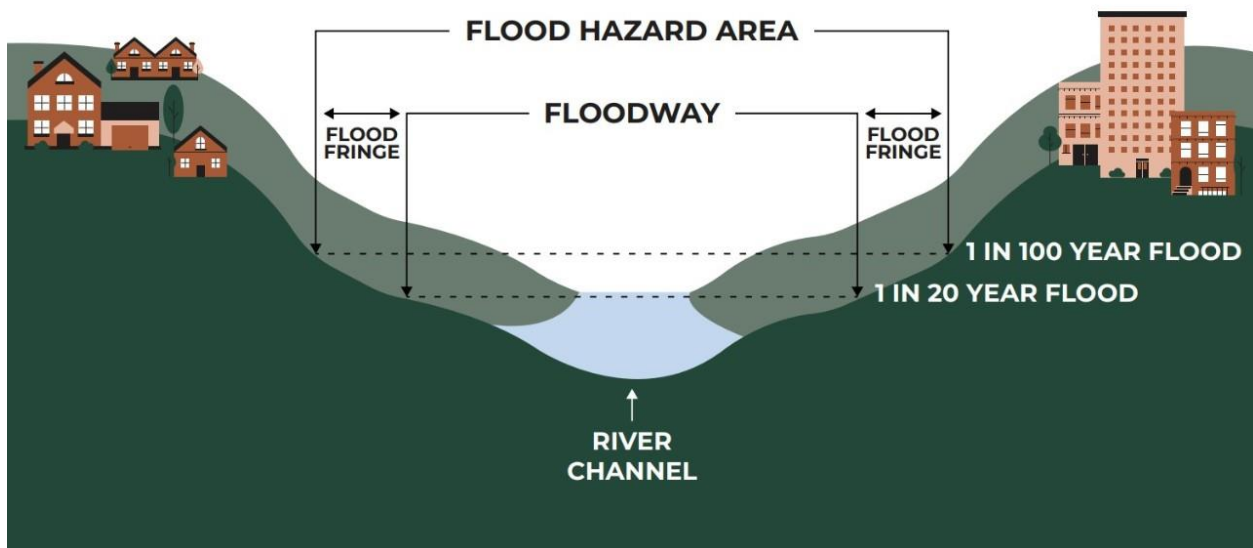 FLOOD HAZARD AREA
FLOODWAY
FLOOD
FRINGE
FLOOD
FRINGE
1 IN 100 YEAR FLOOD
1 IN 20 YEAR FLOOD
RIVER
CHANNEL